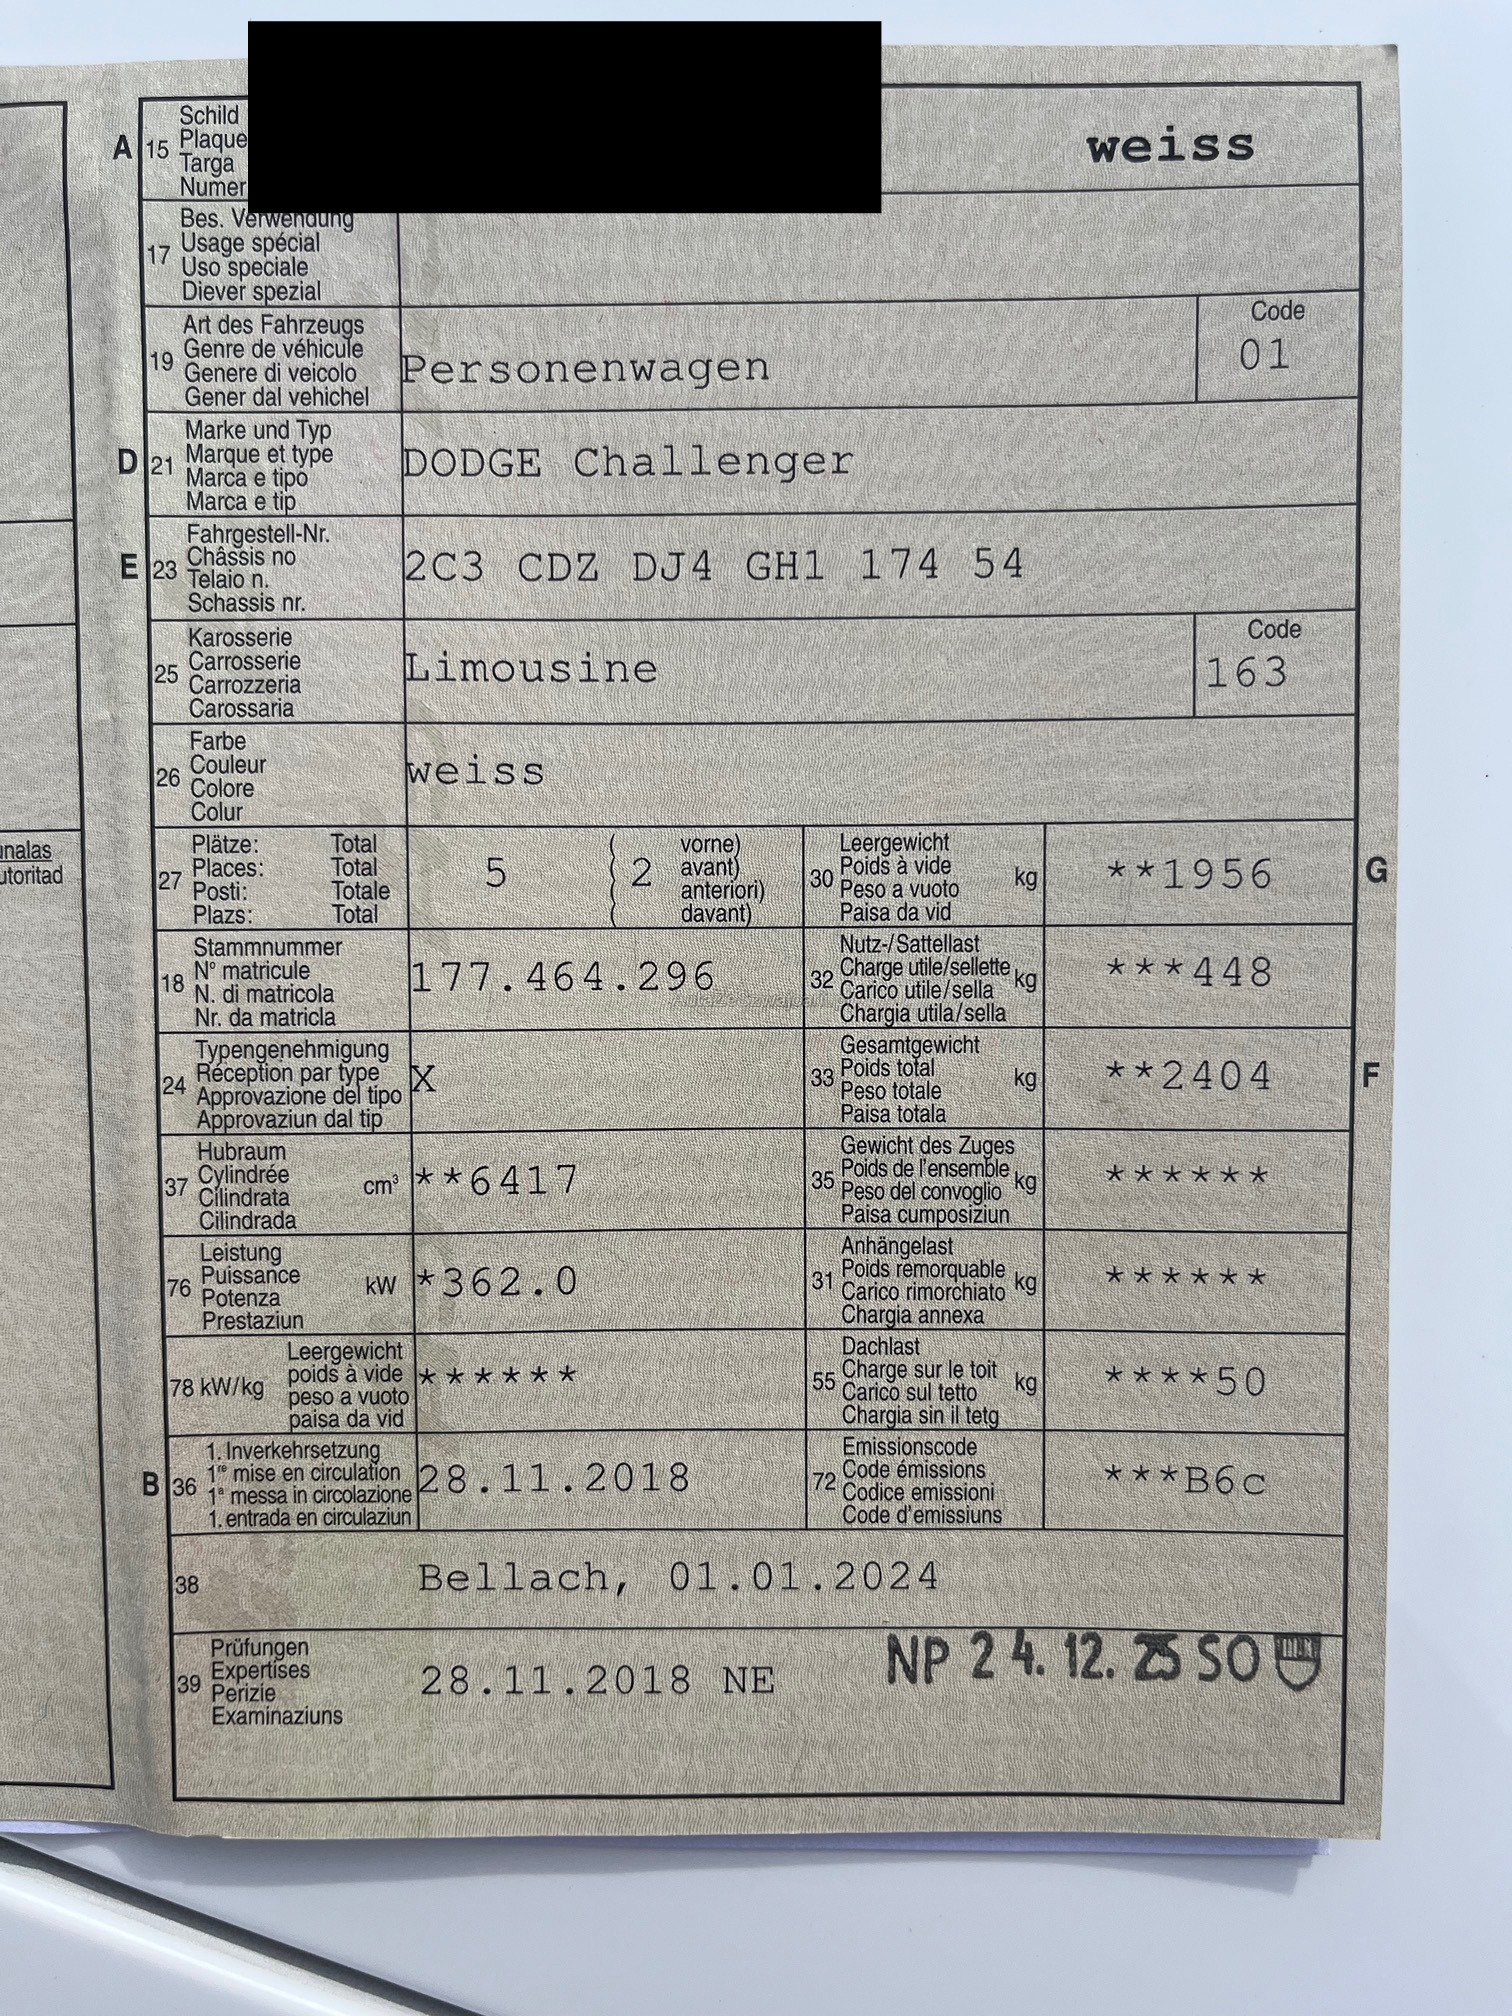 A 15 Schild
Plaque
Targa
Numer
weiss
17 Bes. Verwendung
Usage spécial
Uso speciale
Diever spezial
19 Art des Fahrzeugs
Genre de véhicule
Genere di veicolo
Gener dal vehichel
Personenwagen
Code
01
D 21 Marke und Typ
Marque et type
Marca e tipo
Marca e tip
DODGE Challenger
E 23 Fahrgestell-Nr.
Châssis no
Telaio n.
Schassis nr.
2C3 CDZ DJ4 GH1 174 54
25 Karosserie
Carrosserie
Carrozzeria
Carossaria
Limousine
Code
163
26 Farbe
Couleur
Colore
Colur
weiss
27 Plätze: Total
Places: Total
Posti: Totale
Plazs: Total
5
2
vorne)
avant)
anteriori)
davant)
30 Leergewicht
Poids à vide kg
Peso a vuoto
Paisa da vid
**1956
G
18 Stammnummer
N° matricule
N. di matricola
Nr. da matricla
177.464.296
32 Nutz-/Sattellast
Charge utile/sellette kg
Carico utile/sella
Chargia utila/sella
***448
24 Typengenehmigung
Réception par type
Approvazione del tipo
Approvaziun dal tip
X
33 Gesamtgewicht
Poids total kg
Peso totale
Paisa totala
**2404
F
37 Hubraum
Cylindrée cm³
Cilindrata
Cilindrada
**6417
35 Gewicht des Zuges
Poids de l'ensemble kg
Peso del convoglio
Paisa cumposiziun
******
76 Leistung
Puissance kW
Potenza
Prestaziun
*362.0
31 Anhängelast
Poids remorquable kg
Carico rimorchiato
Chargia annexa
******
78 kW/kg Leergewicht
poids à vide
peso a vuoto
paisa da vid
******
55 Dachlast
Charge sur le toit kg
Carico sul tetto
Chargia sin il tetg
****50
B 36 1. Inverkehrsetzung
1re mise en circulation
1a messa in circolazione
1. entrada en circulaziun
28.11.2018
72 Emissionscode
Code émissions
Codice emissioni
Code d'emissiuns
***B6c
38 Bellach, 01.01.2024
39 Prüfungen
Expertises
Perizie
Examinaziuns
28.11.2018 NE
NP 24.12.25 SO
unalas
utoritad